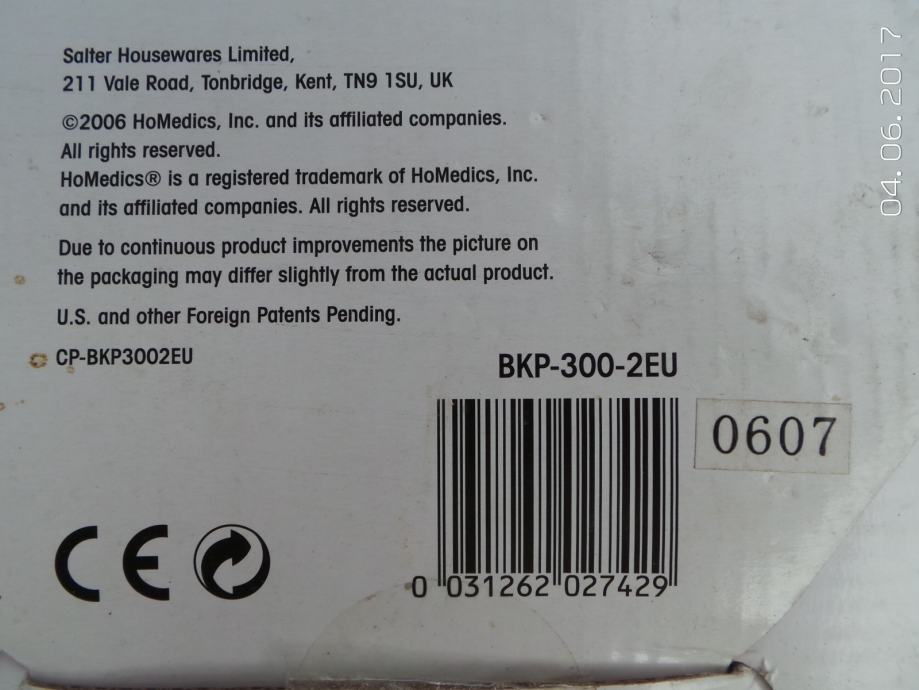 Salter Housewares Limited,
211 Vale Road, Tonbridge, Kent, TN9 1SU, UK
©2006 HoMedics, Inc. and its affiliated companies.
All rights reserved.
HoMedics® is a registered trademark of HoMedics, Inc.
and its affiliated companies. All rights reserved.
Due to continuous product improvements the picture on
the packaging may differ slightly from the actual product.
U.S. and other Foreign Patents Pending.
CP-BKP3002EU
BKP-300-2EU
0607
CE
0 031262 027429
04.06.2017